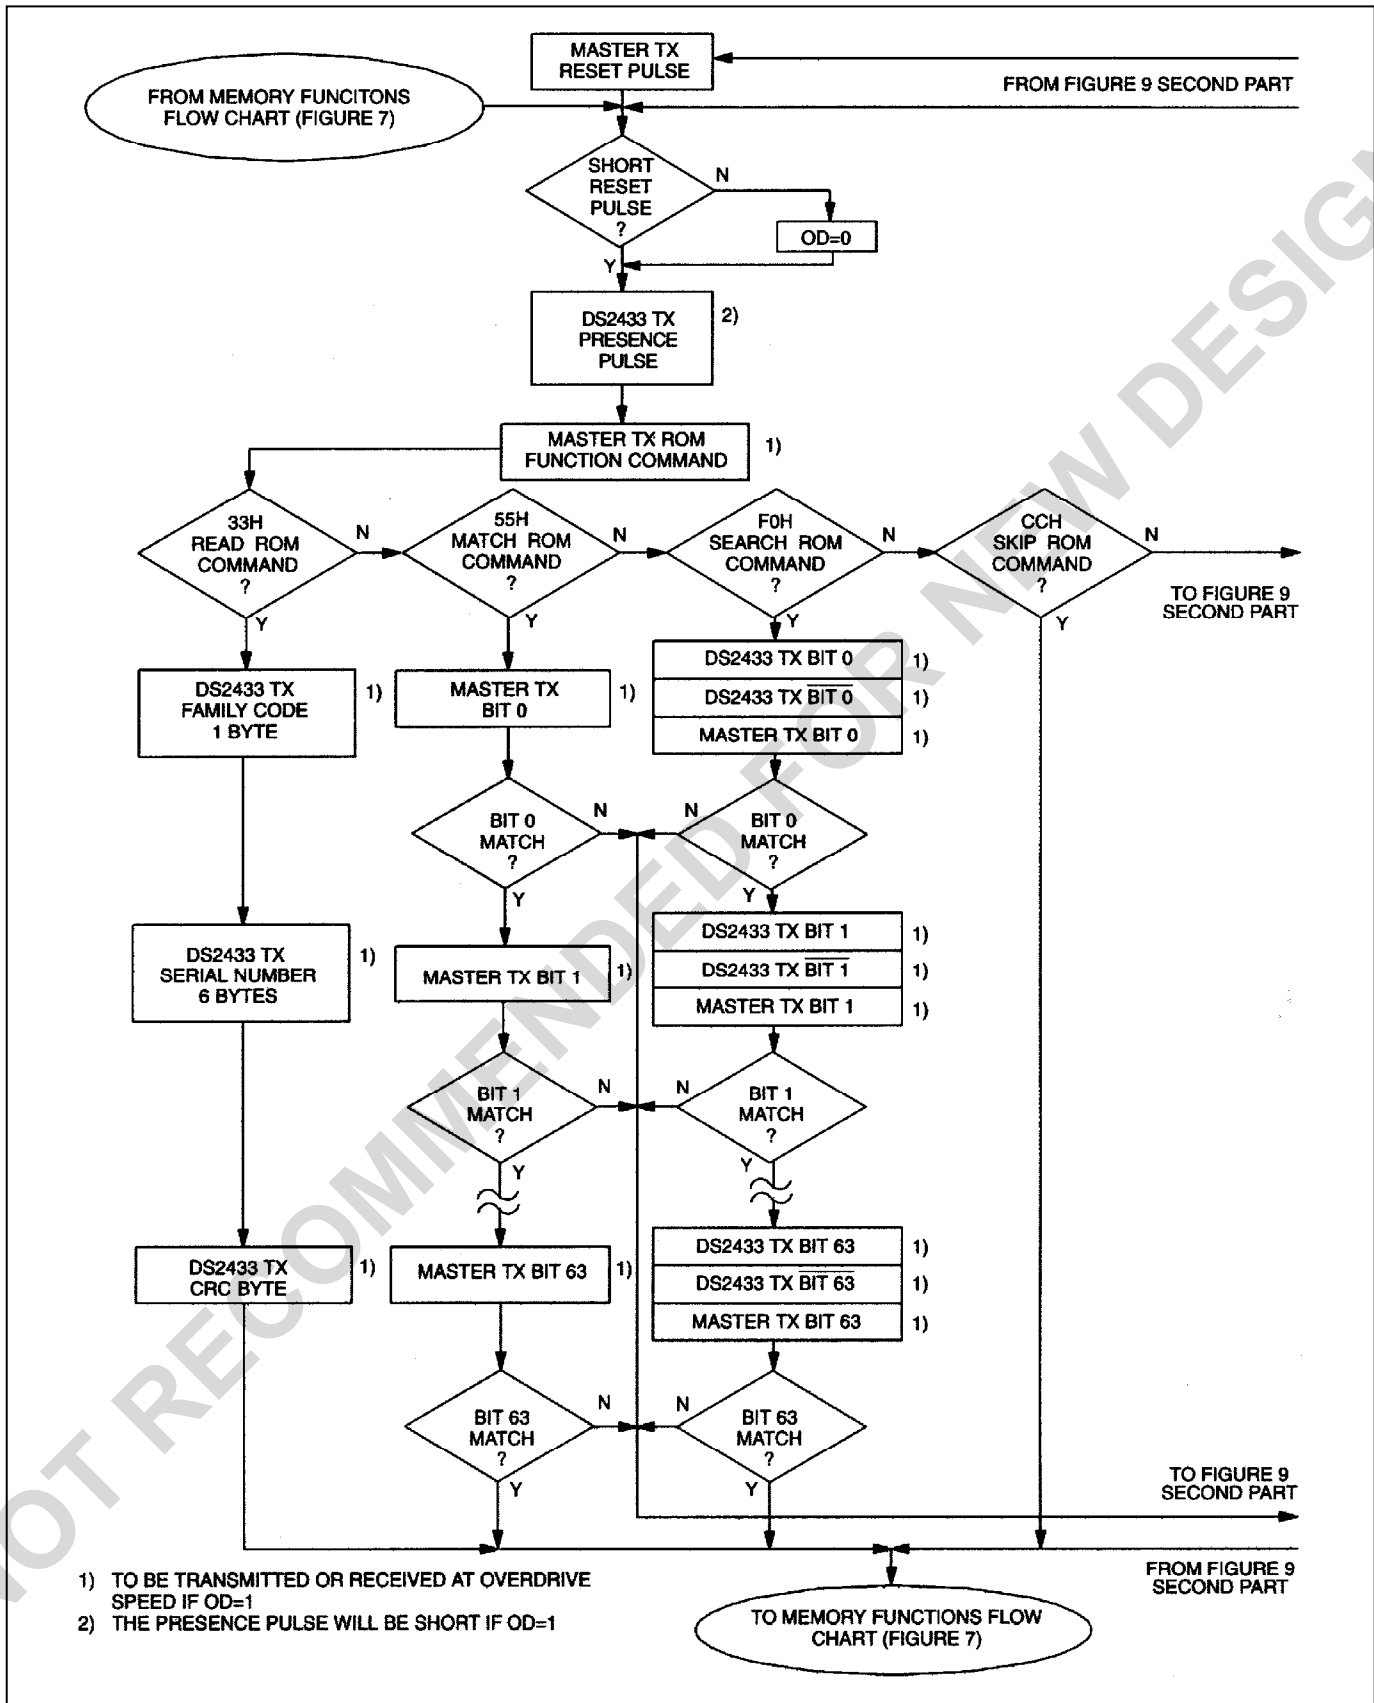 MASTER TX
RESET PULSE
FROM FIGURE 9 SECOND PART
FROM MEMORY FUNCITONS
FLOW CHART (FIGURE 7)
SHORT
RESET
PULSE
?
N
OD=0
Y
DS2433 TX
PRESENCE
PULSE
2)
MASTER TX ROM
FUNCTION COMMAND
1)
33H
READ ROM
COMMAND
?
N
Y
55H
MATCH ROM
COMMAND
?
N
Y
F0H
SEARCH ROM
COMMAND
?
N
Y
CCH
SKIP ROM
COMMAND
?
N
Y
TO FIGURE 9
SECOND PART
DS2433 TX
FAMILY CODE
1 BYTE
1)
MASTER TX
BIT 0
1)
DS2433 TX BIT 0
1)
DS2433 TX B̅I̅T̅ ̅0̅
1)
MASTER TX BIT 0
1)
BIT 0
MATCH
?
N
Y
N
BIT 0
MATCH
?
Y
DS2433 TX
SERIAL NUMBER
6 BYTES
1)
MASTER TX BIT 1
1)
DS2433 TX BIT 1
1)
DS2433 TX B̅I̅T̅ ̅1̅
1)
MASTER TX BIT 1
1)
BIT 1
MATCH
?
N
Y
N
BIT 1
MATCH
?
Y
DS2433 TX
CRC BYTE
1)
MASTER TX BIT 63
1)
DS2433 TX BIT 63
1)
DS2433 TX B̅I̅T̅ ̅6̅3̅
1)
MASTER TX BIT 63
1)
BIT 63
MATCH
?
N
Y
N
BIT 63
MATCH
?
Y
TO FIGURE 9
SECOND PART
FROM FIGURE 9
SECOND PART
1) TO BE TRANSMITTED OR RECEIVED AT OVERDRIVE
SPEED IF OD=1
2) THE PRESENCE PULSE WILL BE SHORT IF OD=1
TO MEMORY FUNCTIONS FLOW
CHART (FIGURE 7)
NOT RECOMMENDED FOR NEW DESIGN